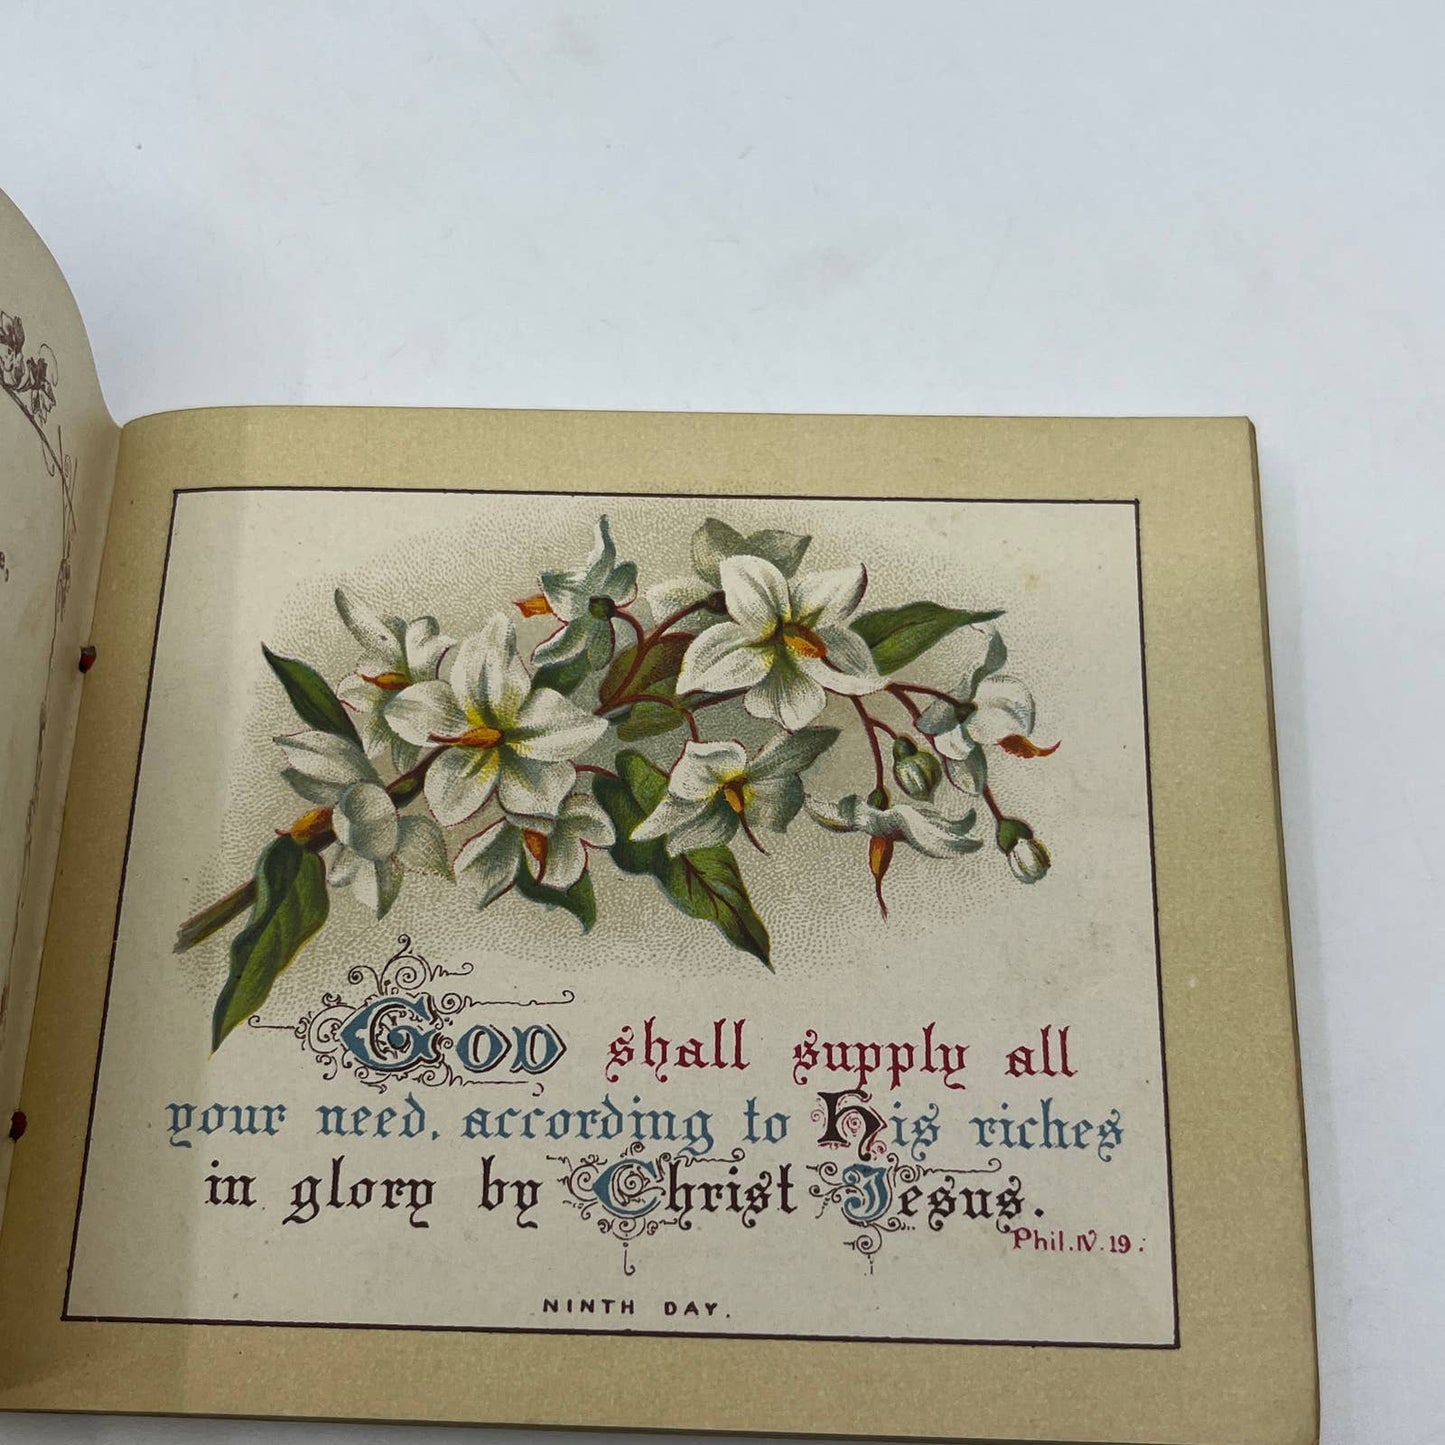 God shall supply all
your need, according to His riches
in glory by Christ Jesus.
Phil. IV. 19.
NINTH DAY.